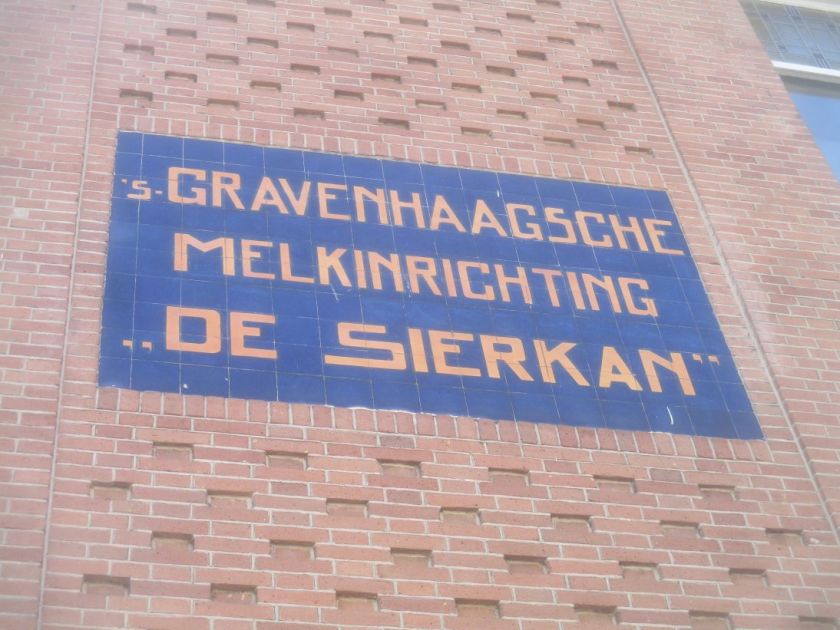 's-GRAVENHAAGSCHE
MELKINRICHTING
„DE SIERKAN"